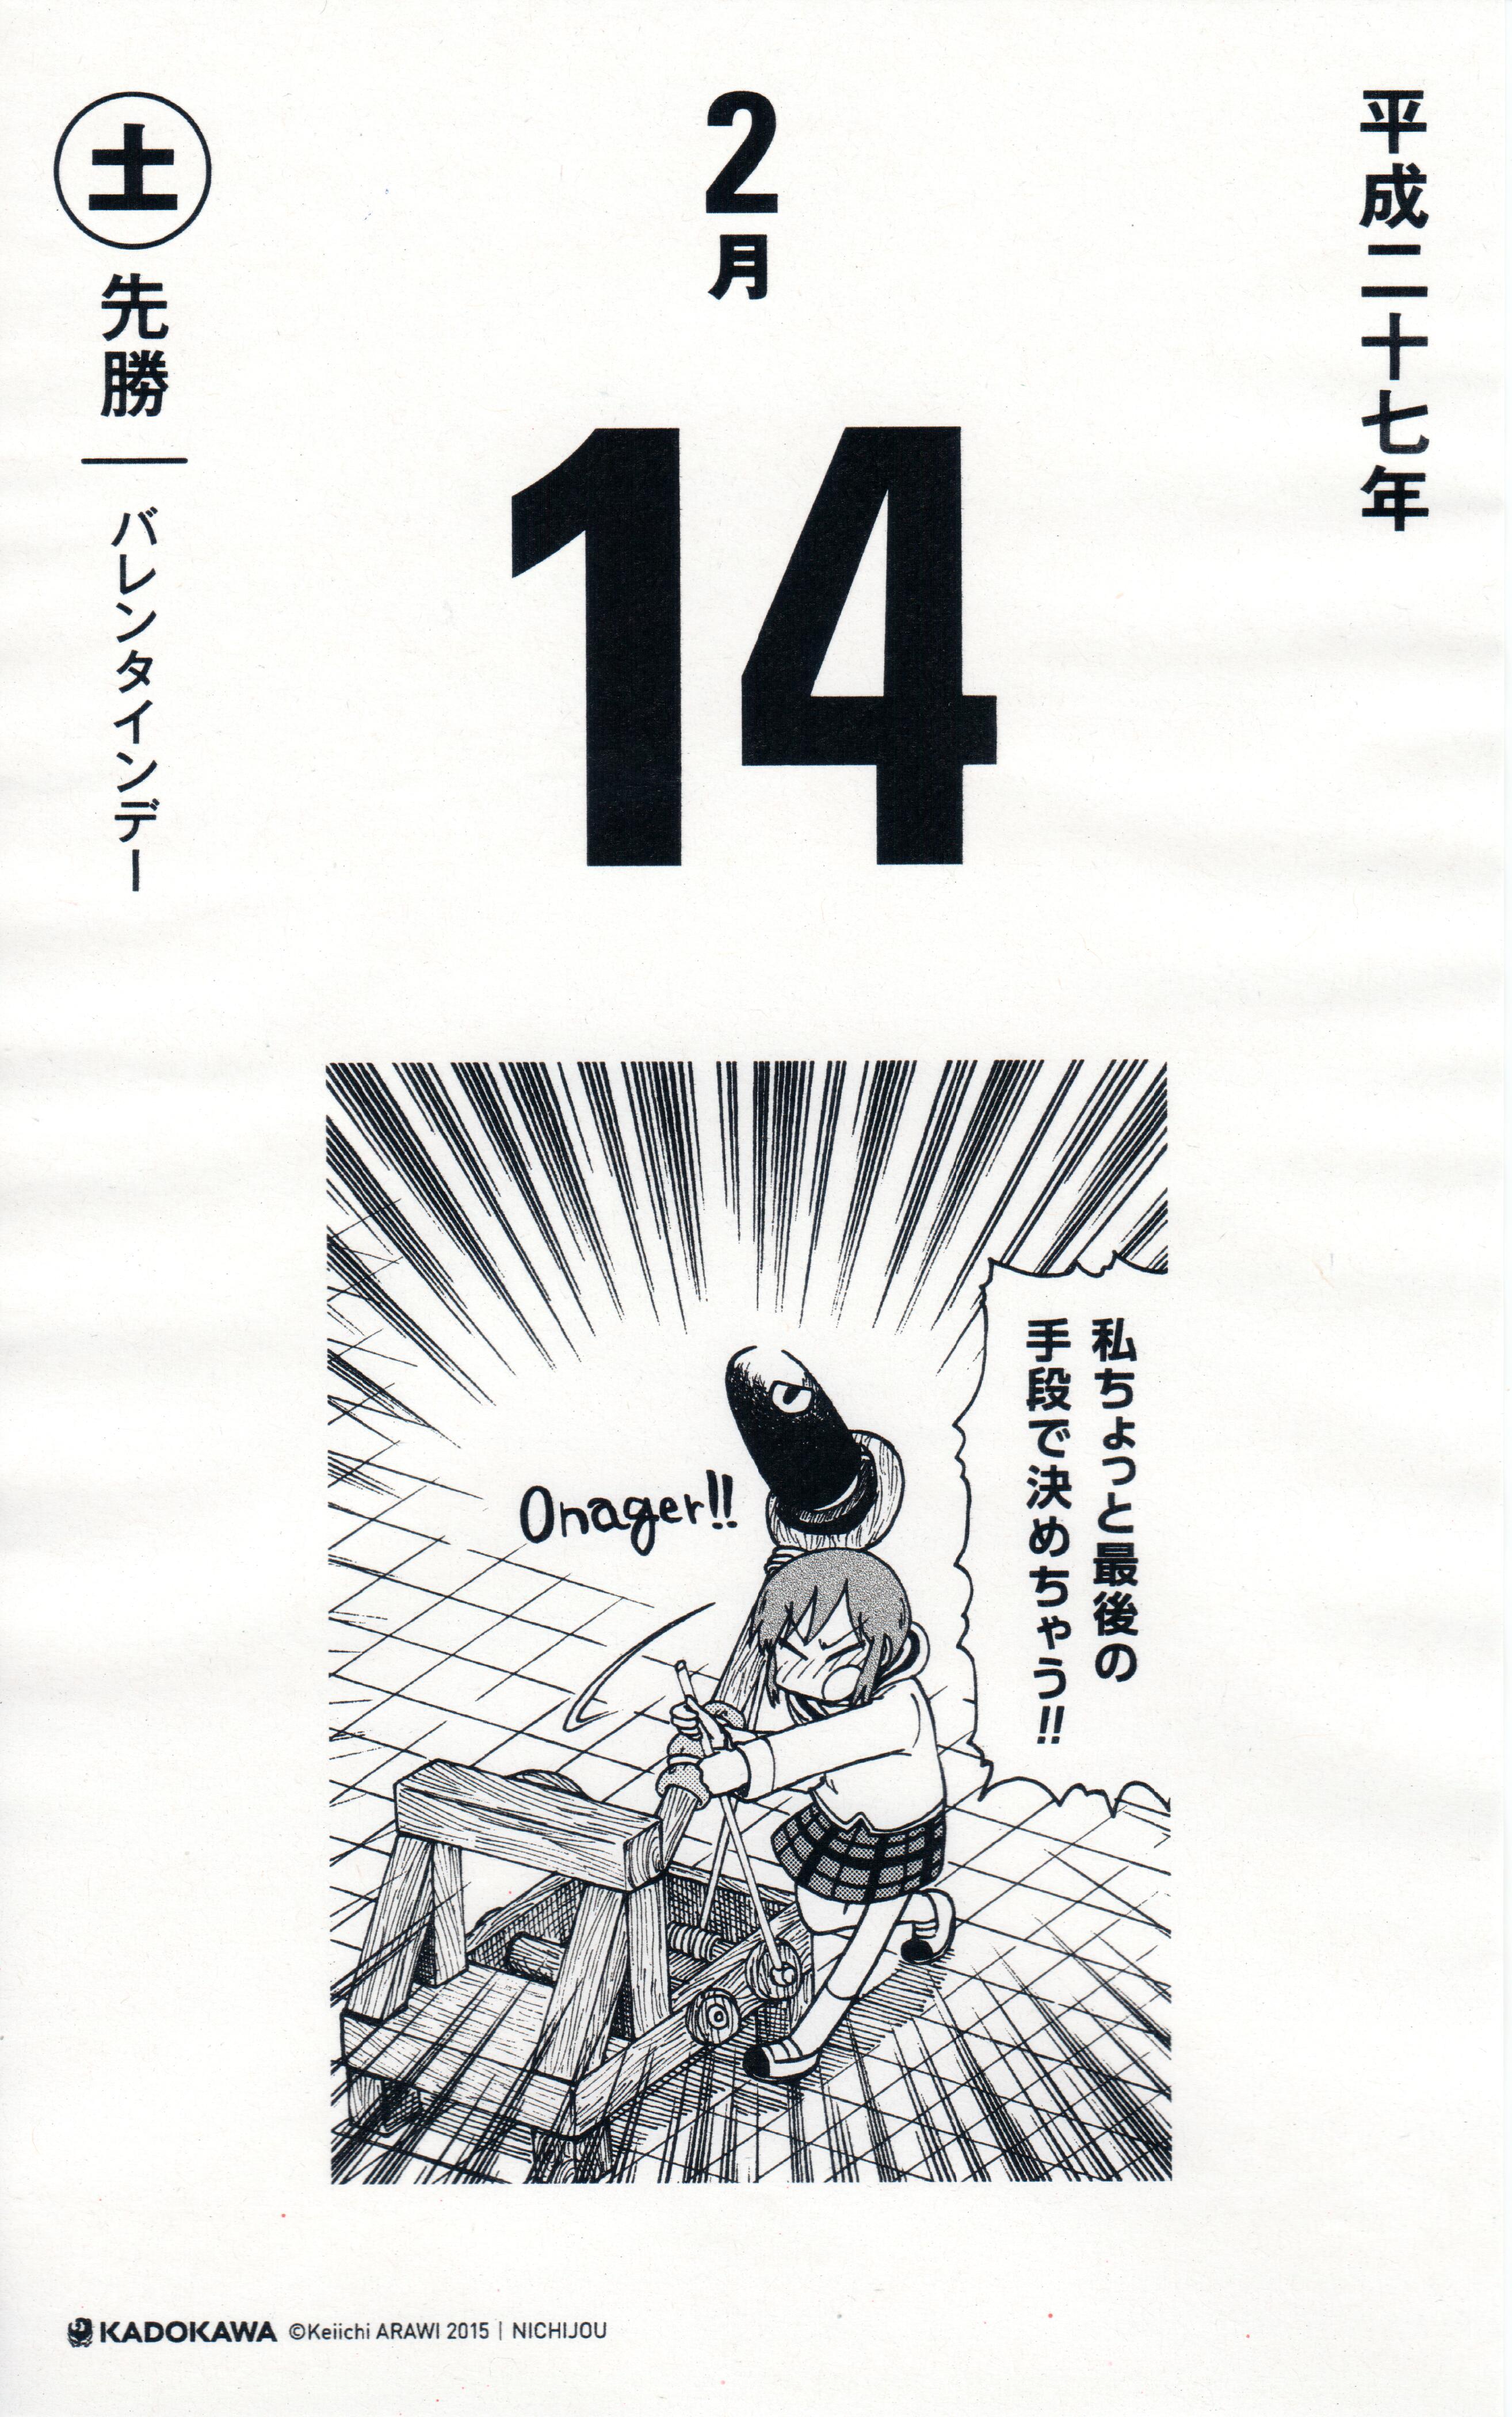 平成二十七年
2
月
14
土
先勝
バレンタインデー
私ちょっと最後の
手段で決めちゃう!!
Onager!!
KADOKAWA ©Keiichi ARAWI 2015 | NICHIJOU